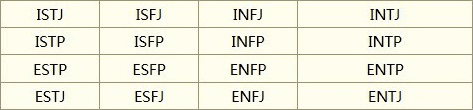 ISTJ ISFJ INFJ INTJ
ISTP ISFP INFP INTP
ESTP ESFP ENFP ENTP
ESTJ ESFJ ENFJ ENTJ